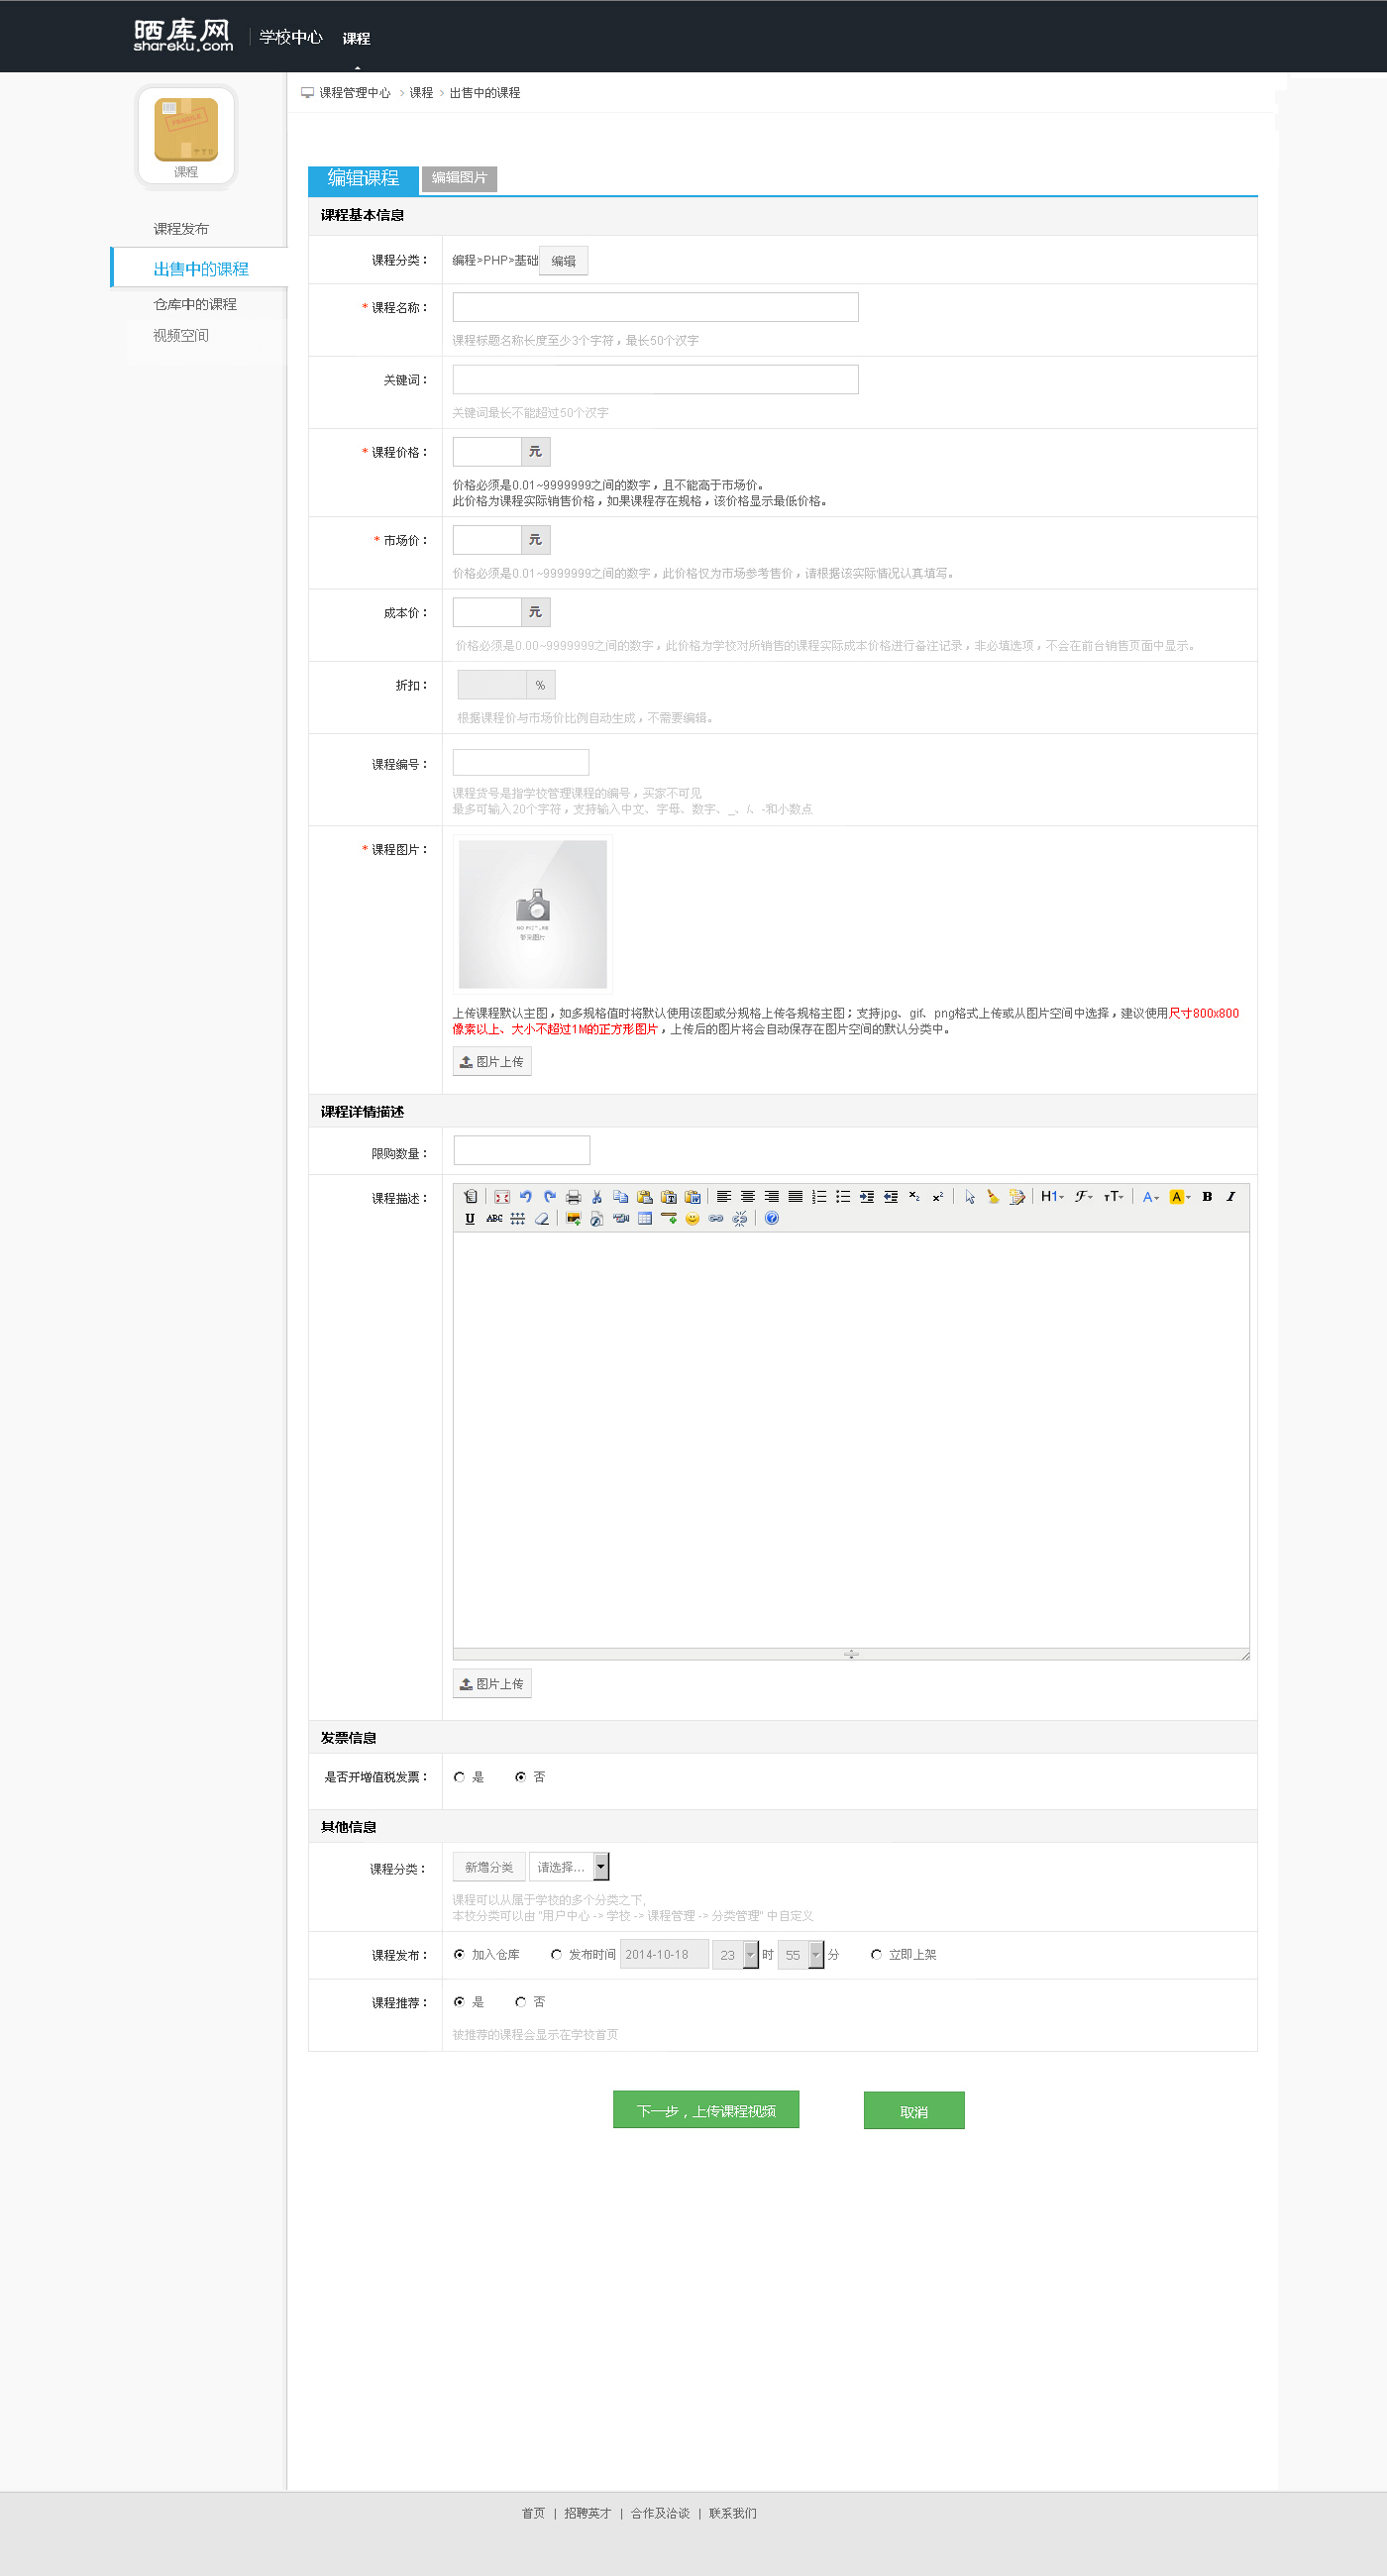 晒库网
shareku.com
学校中心 课程
课程管理中心 > 课程 > 出售中的课程
FRAGILE
课程
课程发布
出售中的课程
仓库中的课程
视频空间
编辑课程 编辑图片
课程基本信息
课程分类： 编程>PHP>基础 编辑
* 课程名称：
课程标题名称长度至少3个字符，最长50个汉字
关键词：
关键词最长不能超过50个汉字
* 课程价格： 元
价格必须是0.01~9999999之间的数字，且不能高于市场价。
此价格为课程实际销售价格，如果课程存在规格，该价格显示最低价格。
* 市场价： 元
价格必须是0.01~9999999之间的数字，此价格仅为市场参考售价，请根据该实际情况认真填写。
成本价： 元
价格必须是0.00~9999999之间的数字，此价格为学校对所销售的课程实际成本价格进行备注记录，非必填选项，不会在前台销售页面中显示。
折扣： %
根据课程价与市场价比例自动生成，不需要编辑。
课程编号：
课程货号是指学校管理课程的编号，买家不可见
最多可输入20个字符，支持输入中文、字母、数字、_、/、-和小数点
* 课程图片：
NO PICTURE
暂无图片
上传课程默认主图，如多规格值时将默认使用该图或分规格上传各规格主图；支持jpg、gif、png格式上传或从图片空间中选择，建议使用尺寸800x800
像素以上、大小不超过1M的正方形图片，上传后的图片将会自动保存在图片空间的默认分类中。
图片上传
课程详情描述
限购数量：
课程描述：
H1 F TT A A B I
U ABC
图片上传
发票信息
是否开增值税发票： 是 否
其他信息
课程分类： 新增分类 请选择...
课程可以从属于学校的多个分类之下,
本校分类可以由 "用户中心 -> 学校 -> 课程管理 -> 分类管理" 中自定义
课程发布： 加入仓库 发布时间 2014-10-18 23 时 55 分 立即上架
课程推荐： 是 否
被推荐的课程会显示在学校首页
下一步，上传课程视频 取消
首页 | 招聘英才 | 合作及洽谈 | 联系我们